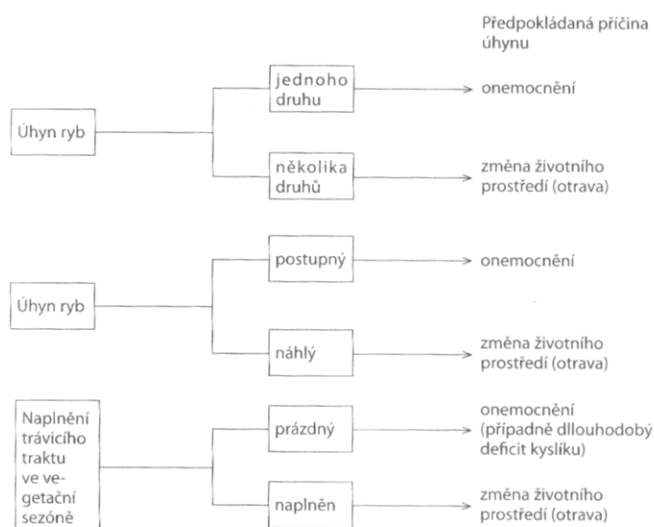 Předpokládaná příčina
úhynu
jednoho
druhu
onemocnění
Úhyn ryb
několika
druhů
změna životního
prostředí (otrava)
postupný
onemocnění
Úhyn ryb
náhlý
změna životního
prostředí (otrava)
Naplnění
trávicího
traktu
ve ve-
getační
sezóně
prázdný
onemocnění
(případně dllouhodobý
deficit kyslíku)
naplněn
změna životního
prostředí (otrava)